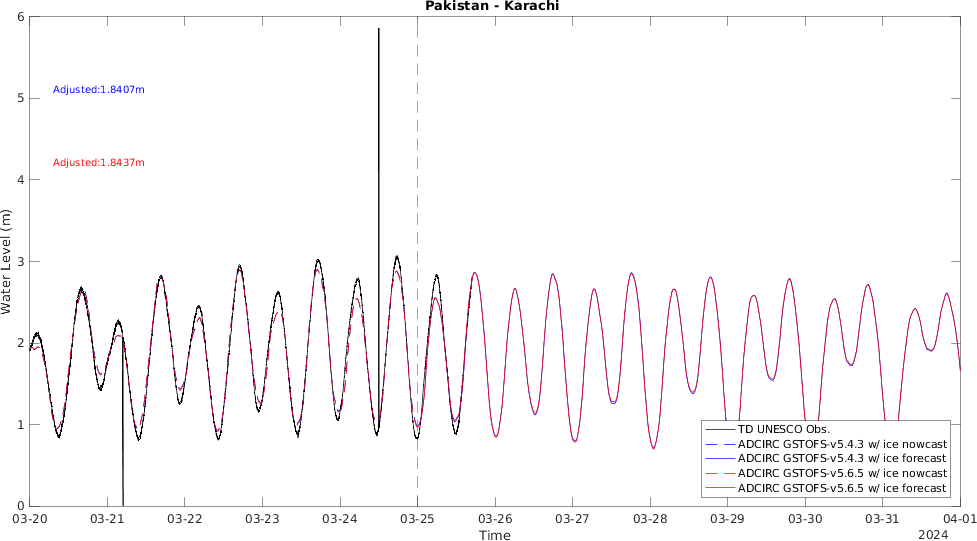 Pakistan - Karachi
6
5
4
3
2
1
0
Water Level (m)
Adjusted:1.8407m
Adjusted:1.8437m
TD UNESCO Obs.
ADCIRC GSTOFS-v5.4.3 w/ ice nowcast
ADCIRC GSTOFS-v5.4.3 w/ ice forecast
ADCIRC GSTOFS-v5.6.5 w/ ice nowcast
ADCIRC GSTOFS-v5.6.5 w/ ice forecast
03-20 03-21 03-22 03-23 03-24 03-25 03-26 03-27 03-28 03-29 03-30 03-31 04-01
Time
2024